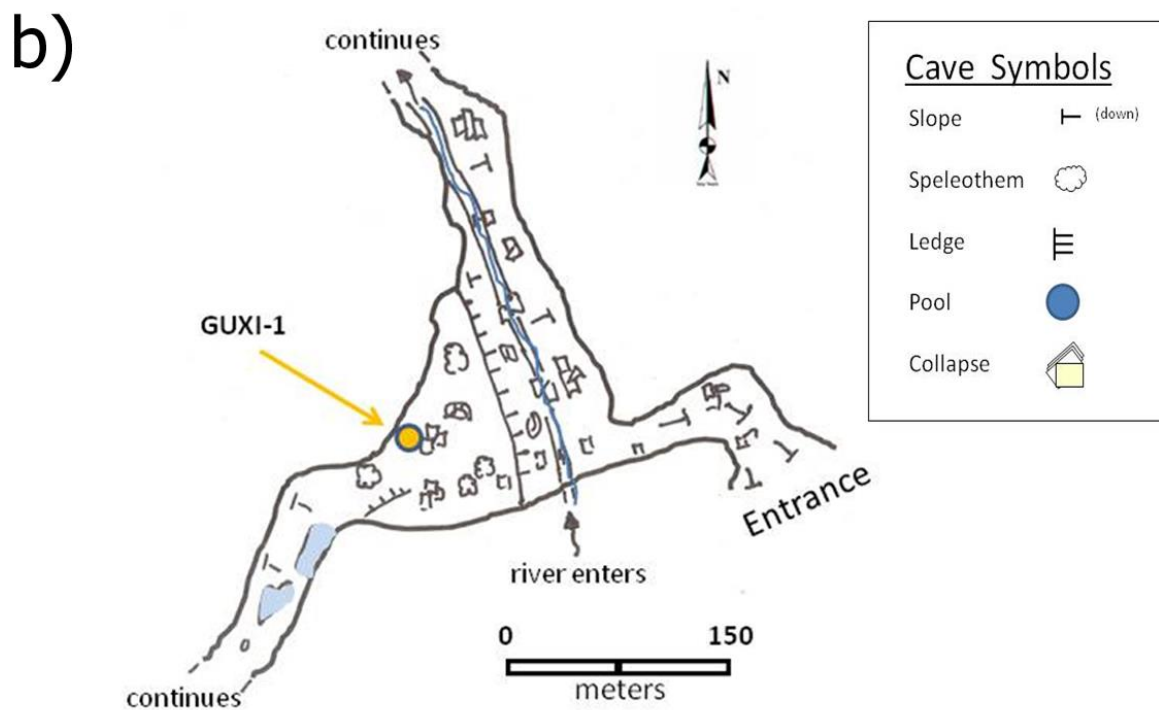 b)
continues
N
GUXI-1
Entrance
river enters
0 150
meters
continues
Cave Symbols
Slope (down)
Speleothem
Ledge
Pool
Collapse